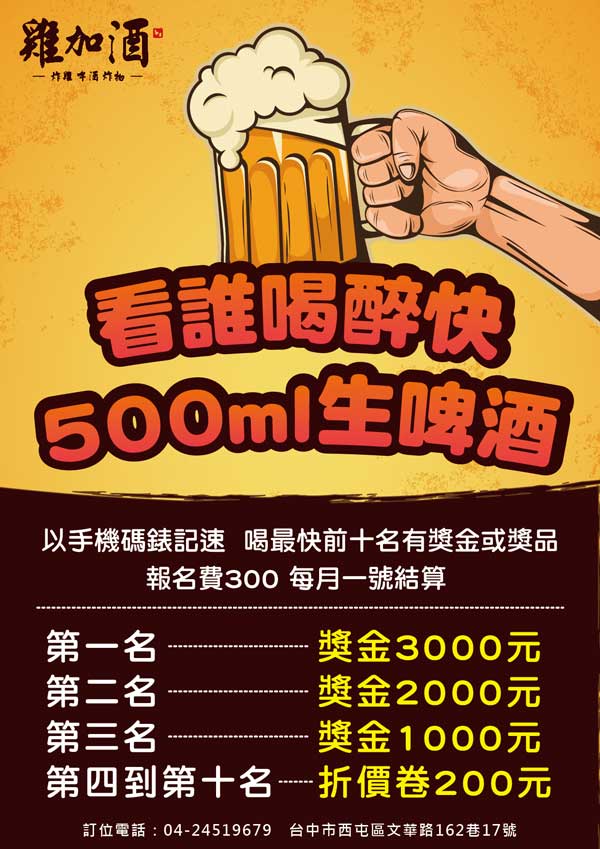 雞加酒
炸雞啤酒炸物
看誰喝醉快
500ml生啤酒
以手機碼錶記速 喝最快前十名有獎金或獎品
報名費300 每月一號結算
第一名 獎金3000元
第二名 獎金2000元
第三名 獎金1000元
第四到第十名 折價卷200元
訂位電話：04-24519679 台中市西屯區文華路162巷17號